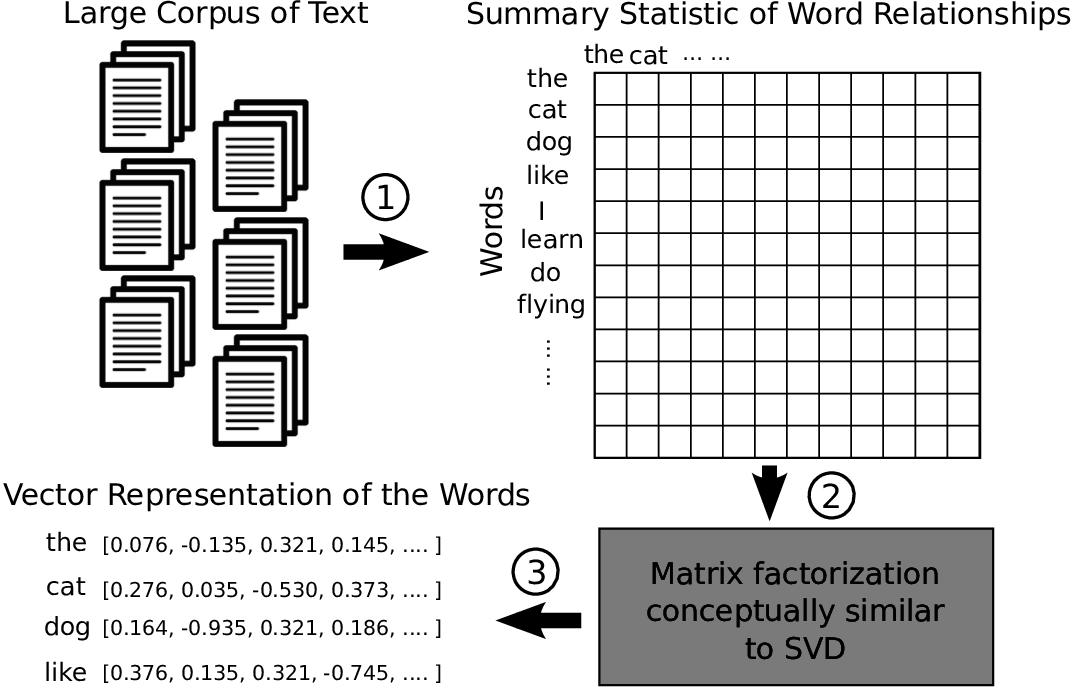 Large Corpus of Text
Summary Statistic of Word Relationships
the cat ... ...
the
cat
dog
like
I
learn
do
flying
... ...
Words
1
2
Vector Representation of the Words
the [0.076, -0.135, 0.321, 0.145, .... ]
cat [0.276, 0.035, -0.530, 0.373, .... ]
dog [0.164, -0.935, 0.321, 0.186, .... ]
like [0.376, 0.135, 0.321, -0.745, .... ]
3
Matrix factorization
conceptually similar
to SVD